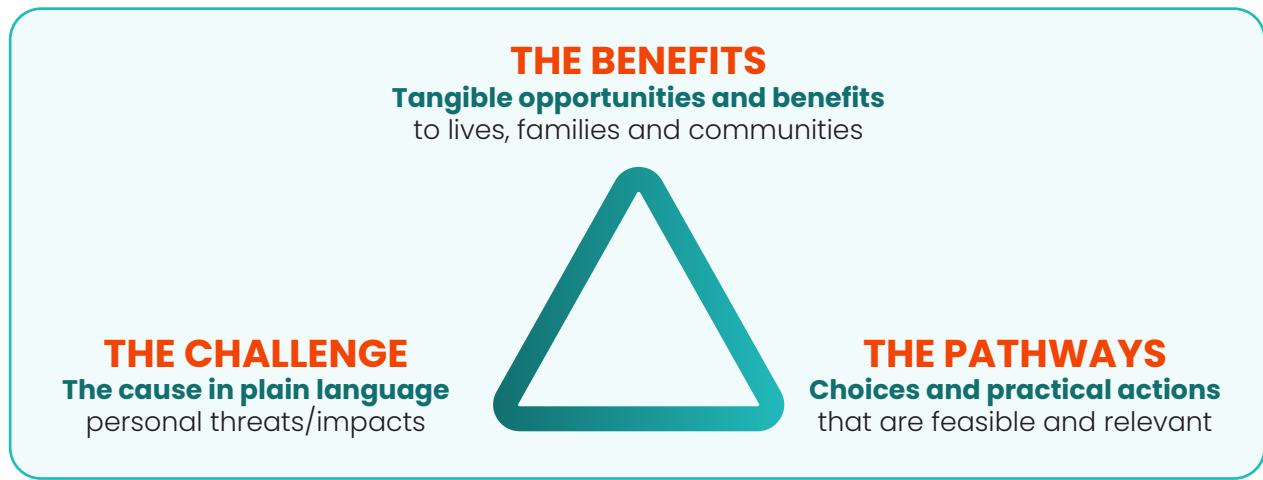 THE BENEFITS
Tangible opportunities and benefits
to lives, families and communities
THE CHALLENGE
The cause in plain language
personal threats/impacts
THE PATHWAYS
Choices and practical actions
that are feasible and relevant